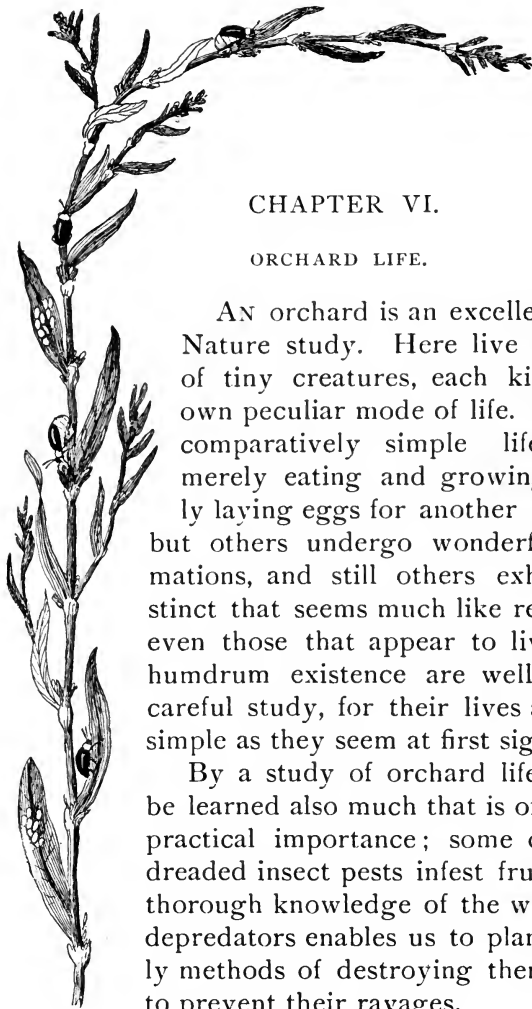 CHAPTER VI.
ORCHARD LIFE.
AN orchard is an excelle
Nature study. Here live
of tiny creatures, each ki
own peculiar mode of life.
comparatively simple life
merely eating and growin
ly laying eggs for another
but others undergo wonderf
mations, and still others exh
stinct that seems much like re
even those that appear to liv
humdrum existence are well
careful study, for their lives a
simple as they seem at first sig
By a study of orchard life
be learned also much that is o
practical importance; some o
dreaded insect pests infest fru
thorough knowledge of the w
depredators enables us to plan
ly methods of destroying the
to prevent their ravages.